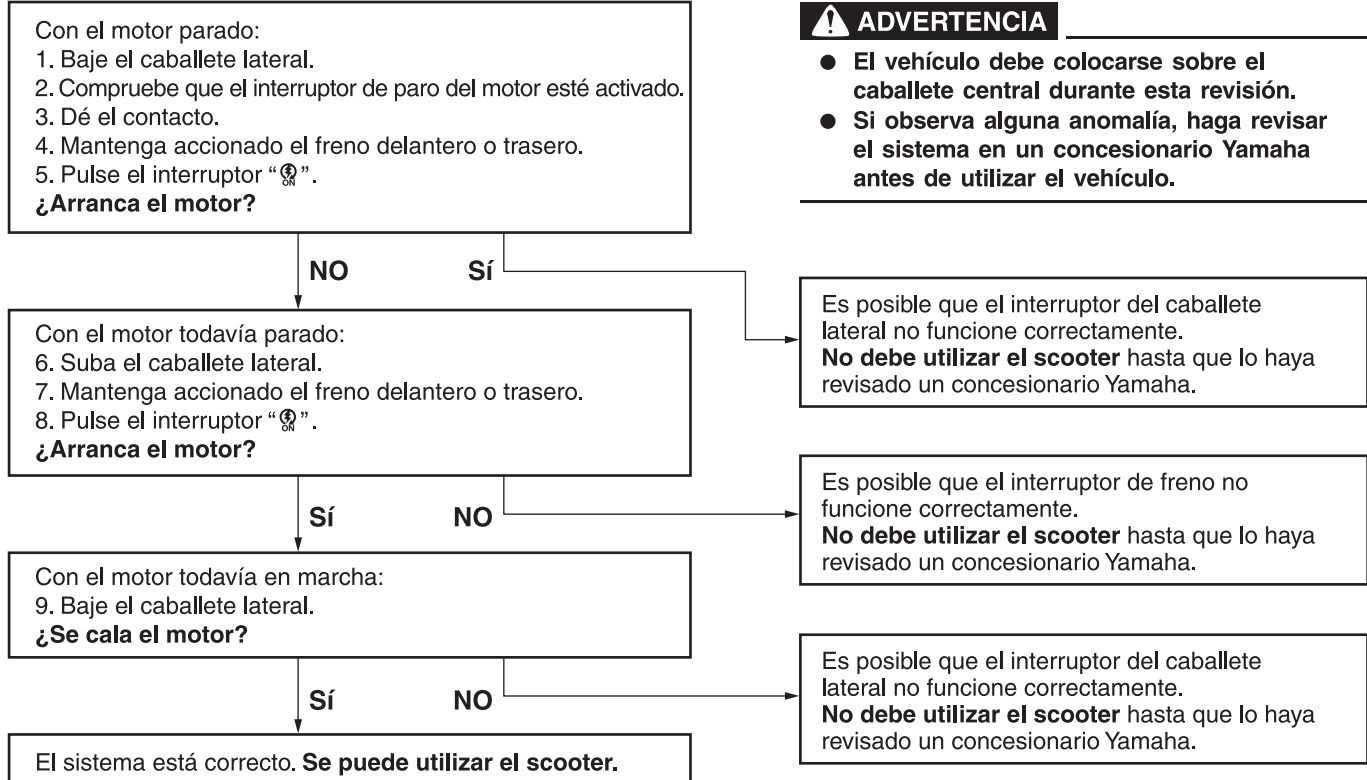 Con el motor parado:
1. Baje el caballete lateral.
2. Compruebe que el interruptor de paro del motor esté activado.
3. Dé el contacto.
4. Mantenga accionado el freno delantero o trasero.
5. Pulse el interruptor “ON”.
¿Arranca el motor?
ADVERTENCIA
● El vehículo debe colocarse sobre el
caballete central durante esta revisión.
● Si observa alguna anomalía, haga revisar
el sistema en un concesionario Yamaha
antes de utilizar el vehículo.
NO Sí
Es posible que el interruptor del caballete
lateral no funcione correctamente.
No debe utilizar el scooter hasta que lo haya
revisado un concesionario Yamaha.
Con el motor todavía parado:
6. Suba el caballete lateral.
7. Mantenga accionado el freno delantero o trasero.
8. Pulse el interruptor “ON”.
¿Arranca el motor?
Sí NO
Es posible que el interruptor de freno no
funcione correctamente.
No debe utilizar el scooter hasta que lo haya
revisado un concesionario Yamaha.
Con el motor todavía en marcha:
9. Baje el caballete lateral.
¿Se cala el motor?
Sí NO
Es posible que el interruptor del caballete
lateral no funcione correctamente.
No debe utilizar el scooter hasta que lo haya
revisado un concesionario Yamaha.
El sistema está correcto. Se puede utilizar el scooter.